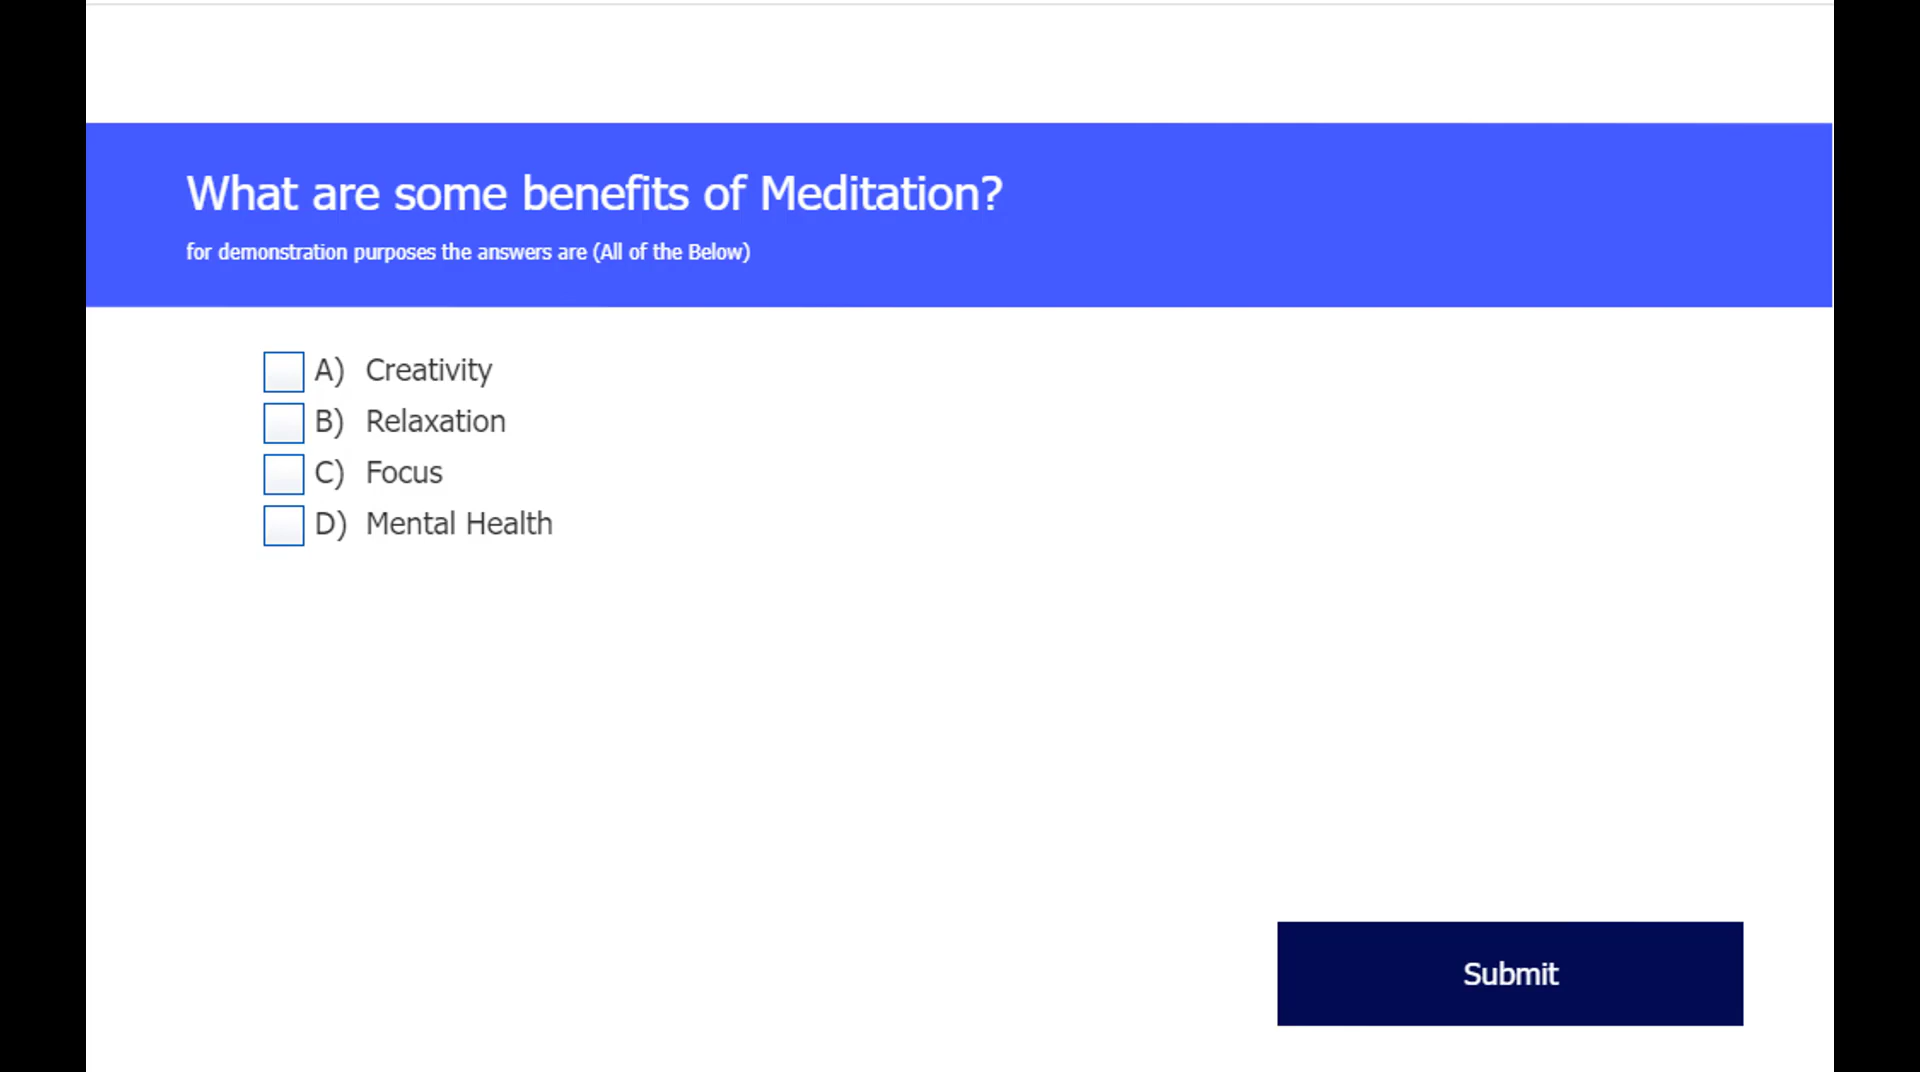 What are some benefits of Meditation?
for demonstration purposes the answers are (All of the Below)
A) Creativity
B) Relaxation
C) Focus
D) Mental Health
Submit